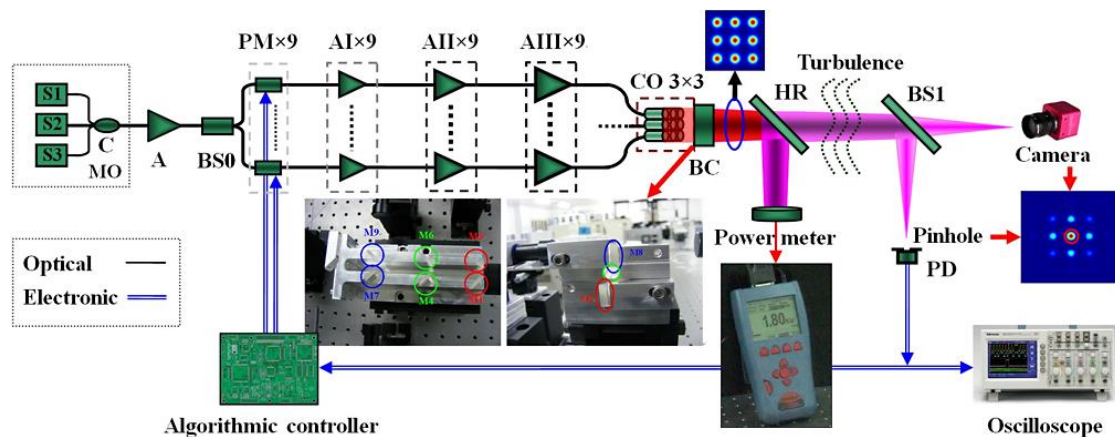 PM×9
AI×9
AII×9
AIII×9
CO 3×3
HR
Turbulence
BS1
S1
S2
S3
C
MO
A
BS0
BC
Camera
Optical
Electronic
M9
M6
M7
M4
M8
Power meter
1.80
Pinhole
PD
Algorithmic controller
Oscilloscope